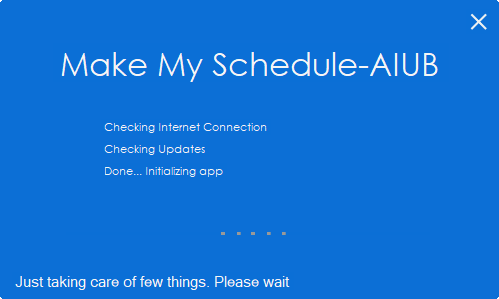 Make My Schedule-AIUB
Checking Internet Connection
Checking Updates
Done... Initializing app
Just taking care of few things. Please wait